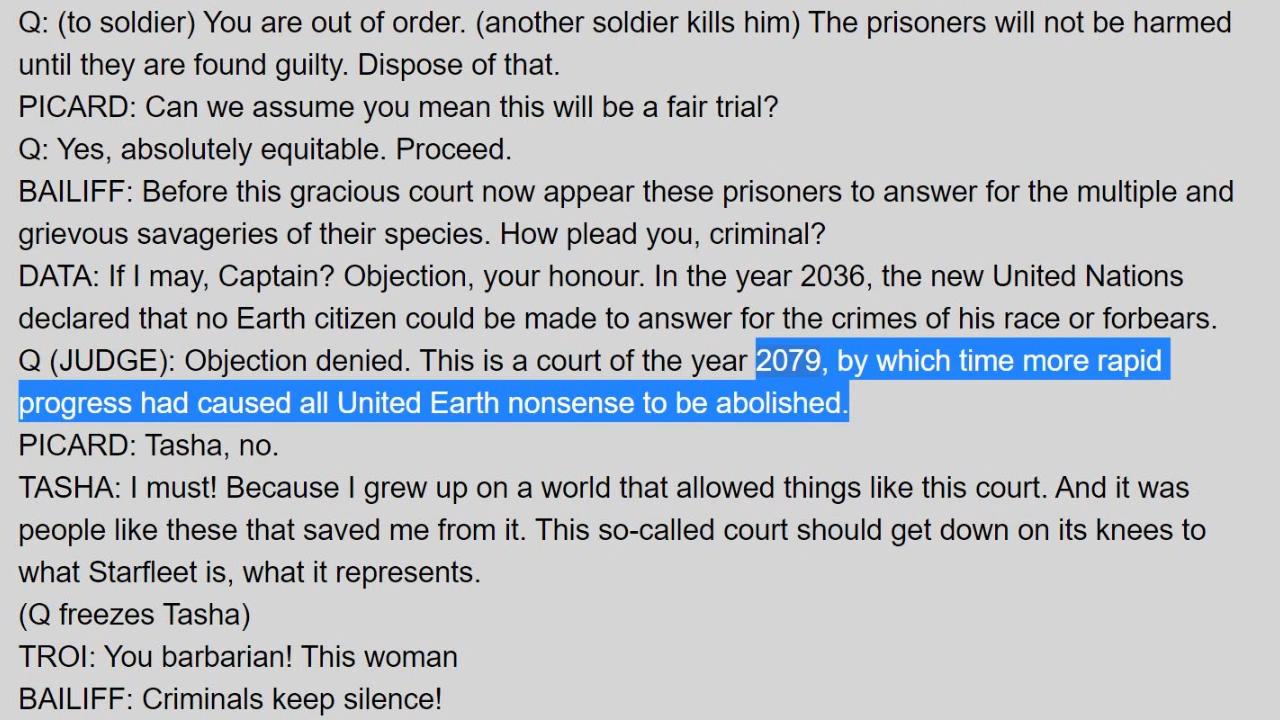 Q: (to soldier) You are out of order. (another soldier kills him) The prisoners will not be harmed
until they are found guilty. Dispose of that.
PICARD: Can we assume you mean this will be a fair trial?
Q: Yes, absolutely equitable. Proceed.
BAILIFF: Before this gracious court now appear these prisoners to answer for the multiple and
grievous savageries of their species. How plead you, criminal?
DATA: If I may, Captain? Objection, your honour. In the year 2036, the new United Nations
declared that no Earth citizen could be made to answer for the crimes of his race or forbears.
Q (JUDGE): Objection denied. This is a court of the year 2079, by which time more rapid
progress had caused all United Earth nonsense to be abolished.
PICARD: Tasha, no.
TASHA: I must! Because I grew up on a world that allowed things like this court. And it was
people like these that saved me from it. This so-called court should get down on its knees to
what Starfleet is, what it represents.
(Q freezes Tasha)
TROI: You barbarian! This woman
BAILIFF: Criminals keep silence!